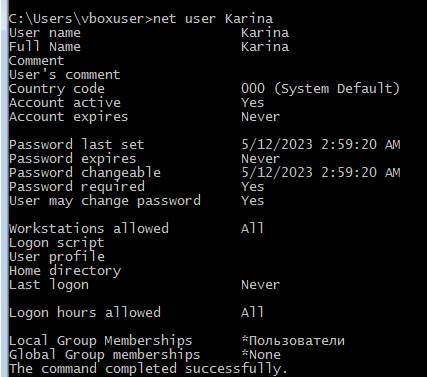 C:\Users\vboxuser>net user Karina
User name                    Karina
Full Name                    Karina
Comment
User's comment
Country code                 000 (System Default)
Account active               Yes
Account expires              Never
Password last set            5/12/2023 2:59:20 AM
Password expires             Never
Password changeable          5/12/2023 2:59:20 AM
Password required            Yes
User may change password     Yes
Workstations allowed         All
Logon script
User profile
Home directory
Last logon                   Never
Logon hours allowed          All
Local Group Memberships      *Пользователи
Global Group memberships     *None
The command completed successfully.